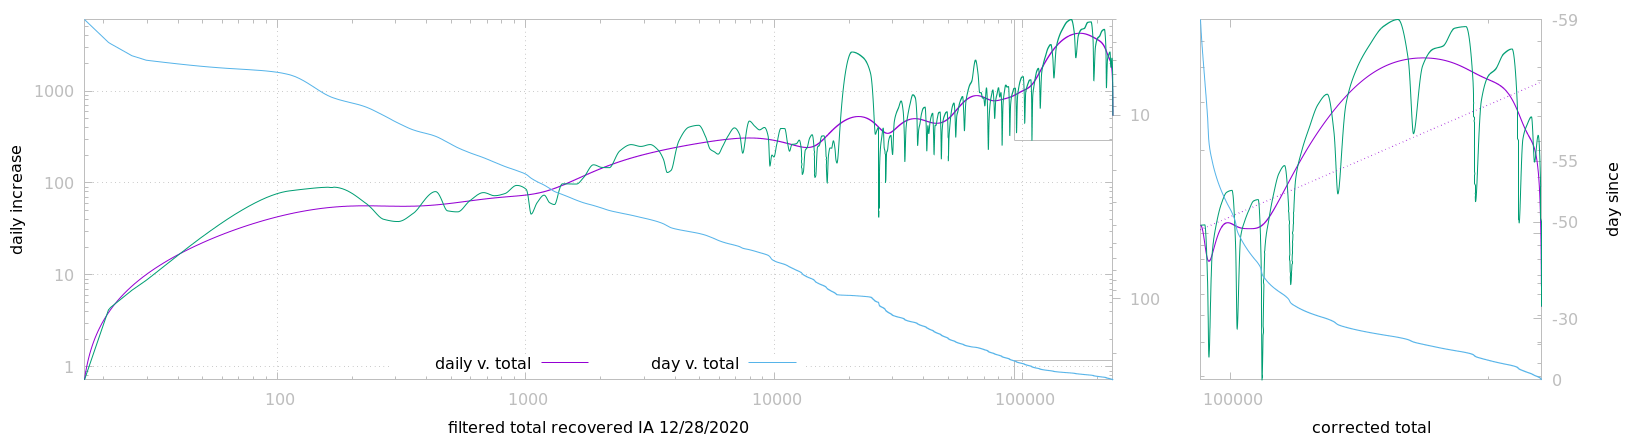 -59
1000
10
-55
100
-50
daily increase
day since
10
100
-30
1
daily v. total
day v. total
0
100
1000
10000
100000
100000
filtered total recovered IA 12/28/2020
corrected total